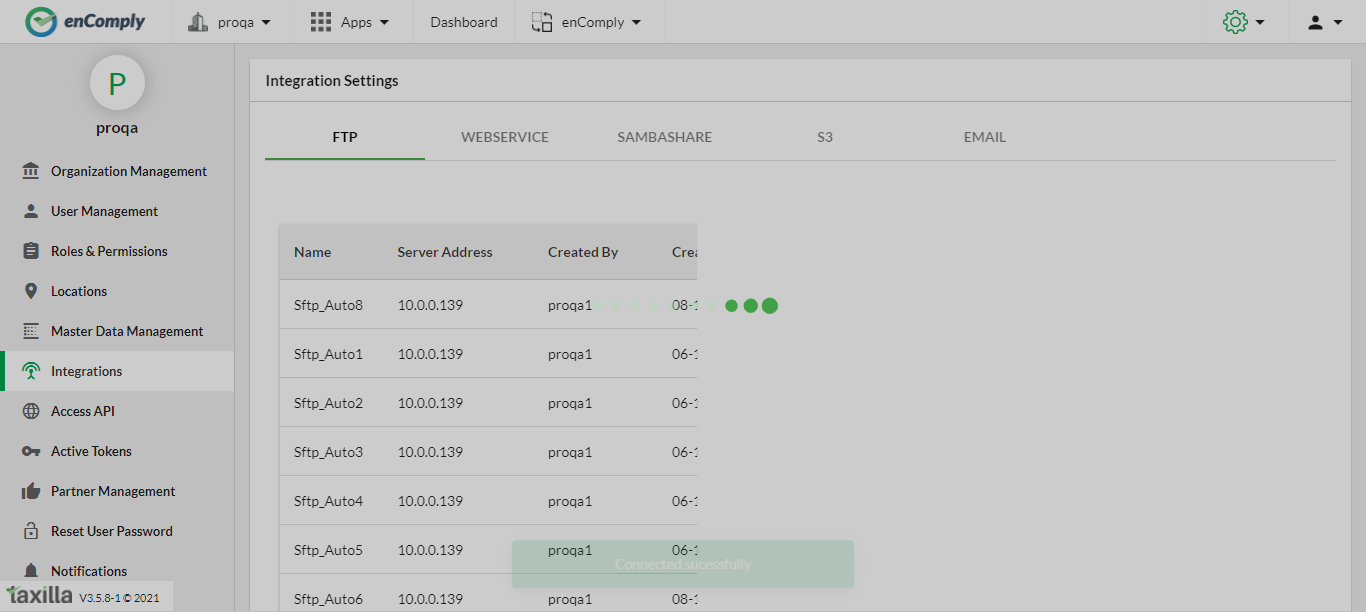 enComply
proqa
Apps
Dashboard
enComply
P
proqa
Organization Management
User Management
Roles & Permissions
Locations
Master Data Management
Integrations
Access API
Active Tokens
Partner Management
Reset User Password
Notifications
taxilla V3.5.8-1 © 2021
Integration Settings
FTP WEBSERVICE SAMBASHARE S3 EMAIL
Name Server Address Created By Crea
Sftp_Auto8 10.0.0.139 proqa1 08-1
Sftp_Auto1 10.0.0.139 proqa1 06-1
Sftp_Auto2 10.0.0.139 proqa1 06-1
Sftp_Auto3 10.0.0.139 proqa1 06-1
Sftp_Auto4 10.0.0.139 proqa1 06-1
Sftp_Auto5 10.0.0.139 proqa1 06-1
Connected sucessfully
Sftp_Auto6 10.0.0.139 proqa1 08-1